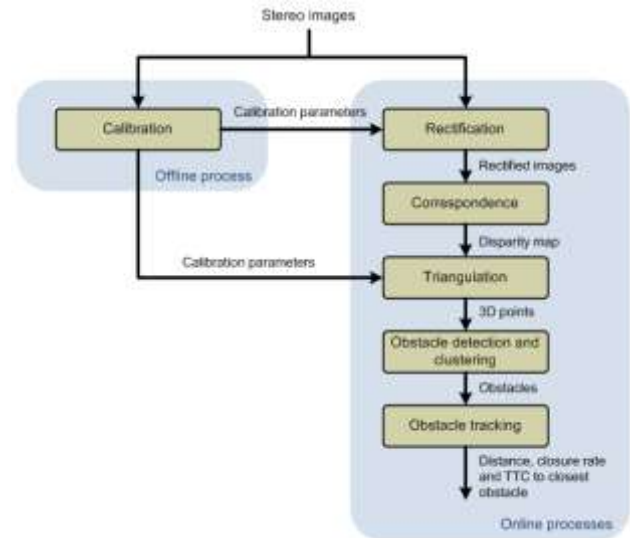 Stereo images
Calibration
Calibration parameters
Rectification
Offline process
Rectified images
Correspondence
Disparity map
Calibration parameters
Triangulation
3D points
Obstacle detection and
clustering
Obstacles
Obstacle tracking
Distance, closure rate
and TTC to closest
obstacle
Online processes